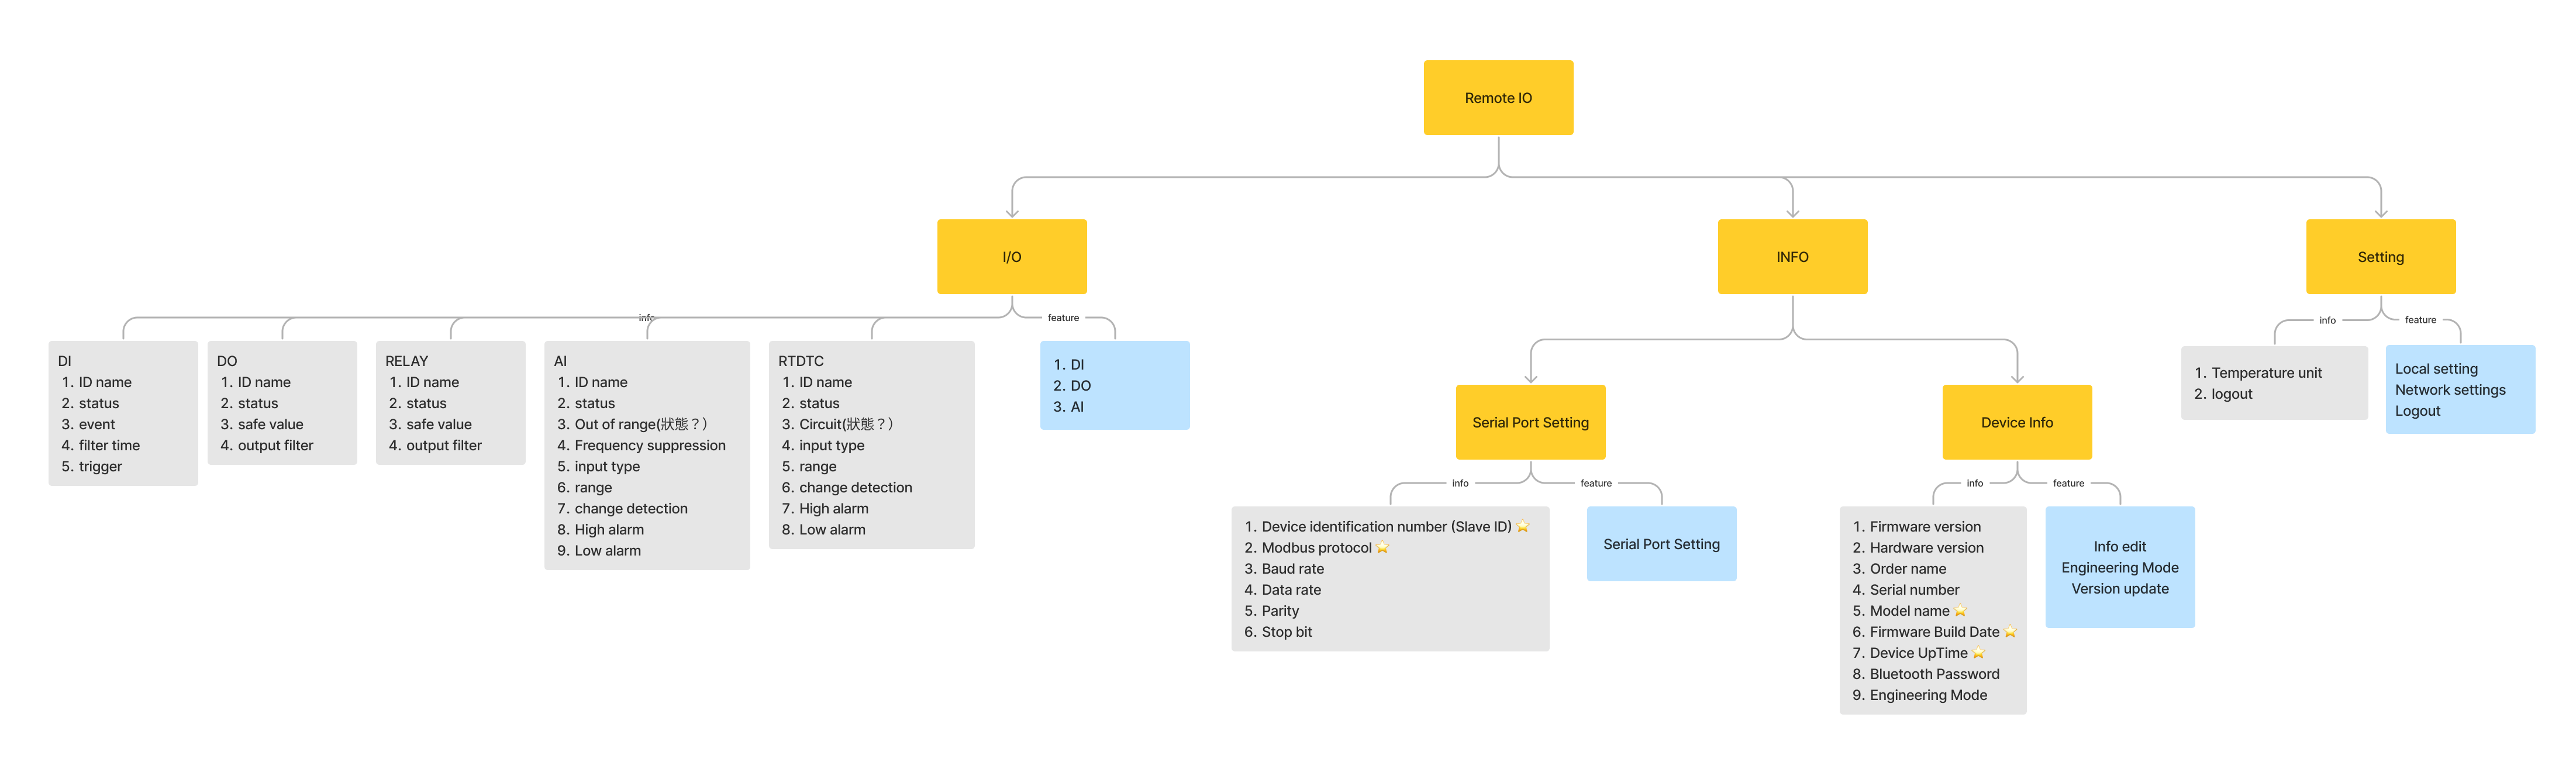 Remote IO
I/O
INFO
Setting
info
feature
info
feature
DI
1. ID name
2. status
3. event
4. filter time
5. trigger
DO
1. ID name
2. status
3. safe value
4. output filter
RELAY
1. ID name
2. status
3. safe value
4. output filter
AI
1. ID name
2. status
3. Out of range(狀態？)
4. Frequency suppression
5. input type
6. range
7. change detection
8. High alarm
9. Low alarm
RTDTC
1. ID name
2. status
3. Circuit(狀態？)
4. input type
5. range
6. change detection
7. High alarm
8. Low alarm
1. DI
2. DO
3. AI
1. Temperature unit
2. logout
Local setting
Network settings
Logout
Serial Port Setting
Device Info
info
feature
info
feature
1. Device identification number (Slave ID) ⭐
2. Modbus protocol ⭐
3. Baud rate
4. Data rate
5. Parity
6. Stop bit
Serial Port Setting
1. Firmware version
2. Hardware version
3. Order name
4. Serial number
5. Model name ⭐
6. Firmware Build Date ⭐
7. Device UpTime ⭐
8. Bluetooth Password
9. Engineering Mode
Info edit
Engineering Mode
Version update